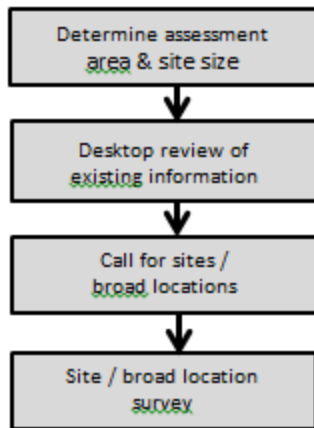 Determine assessment
area & site size
Desktop review of
existing information
Call for sites /
broad locations
Site / broad location
survey